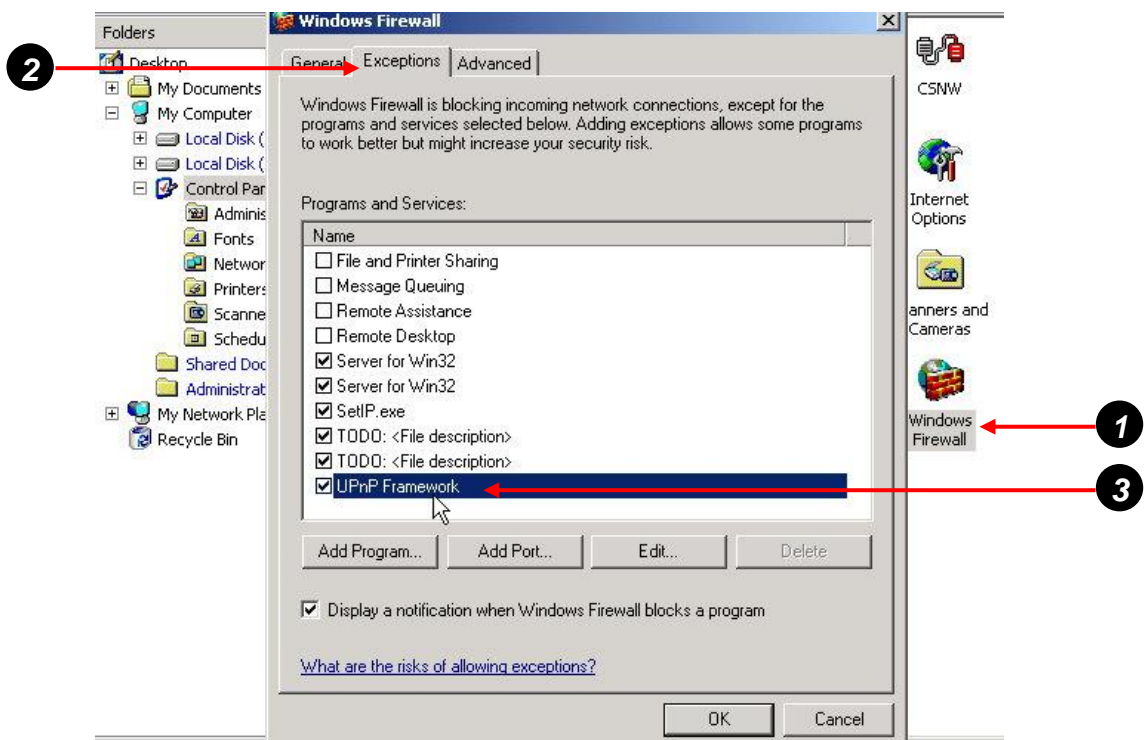 Folders
Desktop
My Documents
My Computer
Local Disk (
Local Disk (
Control Par
Adminis
Fonts
Networ
Printers
Scanne
Schedu
Shared Doc
Administrat
My Network Pla
Recycle Bin
2
Windows Firewall
General
Exceptions
Advanced
Windows Firewall is blocking incoming network connections, except for the
programs and services selected below. Adding exceptions allows some programs
to work better but might increase your security risk.
Programs and Services:
Name
File and Printer Sharing
Message Queuing
Remote Assistance
Remote Desktop
Server for Win32
Server for Win32
SetIP.exe
TODO: <File description>
TODO: <File description>
UPnP Framework
Add Program...
Add Port...
Edit...
Delete
Display a notification when Windows Firewall blocks a program
What are the risks of allowing exceptions?
OK
Cancel
CSNW
Internet
Options
anners and
Cameras
Windows
Firewall
1
3